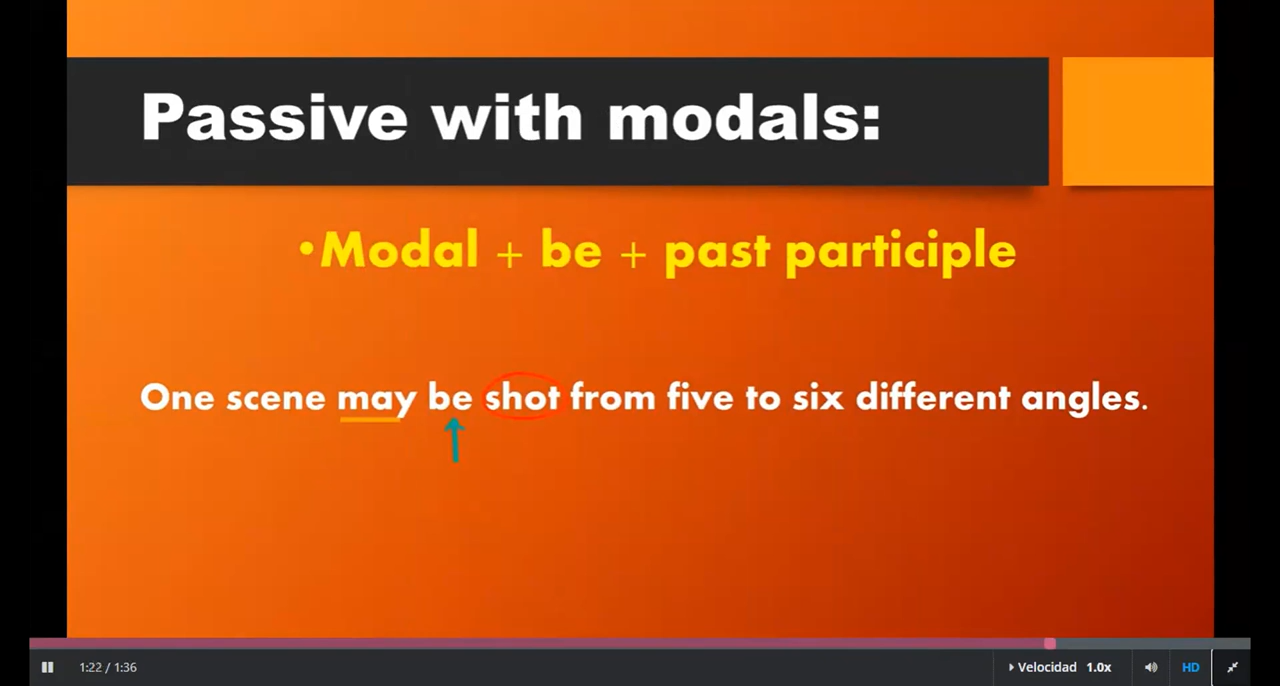 Passive with modals:
•Modal + be + past participle
One scene may be shot from five to six different angles.
1:22 / 1:36
Velocidad 1.0x
HD